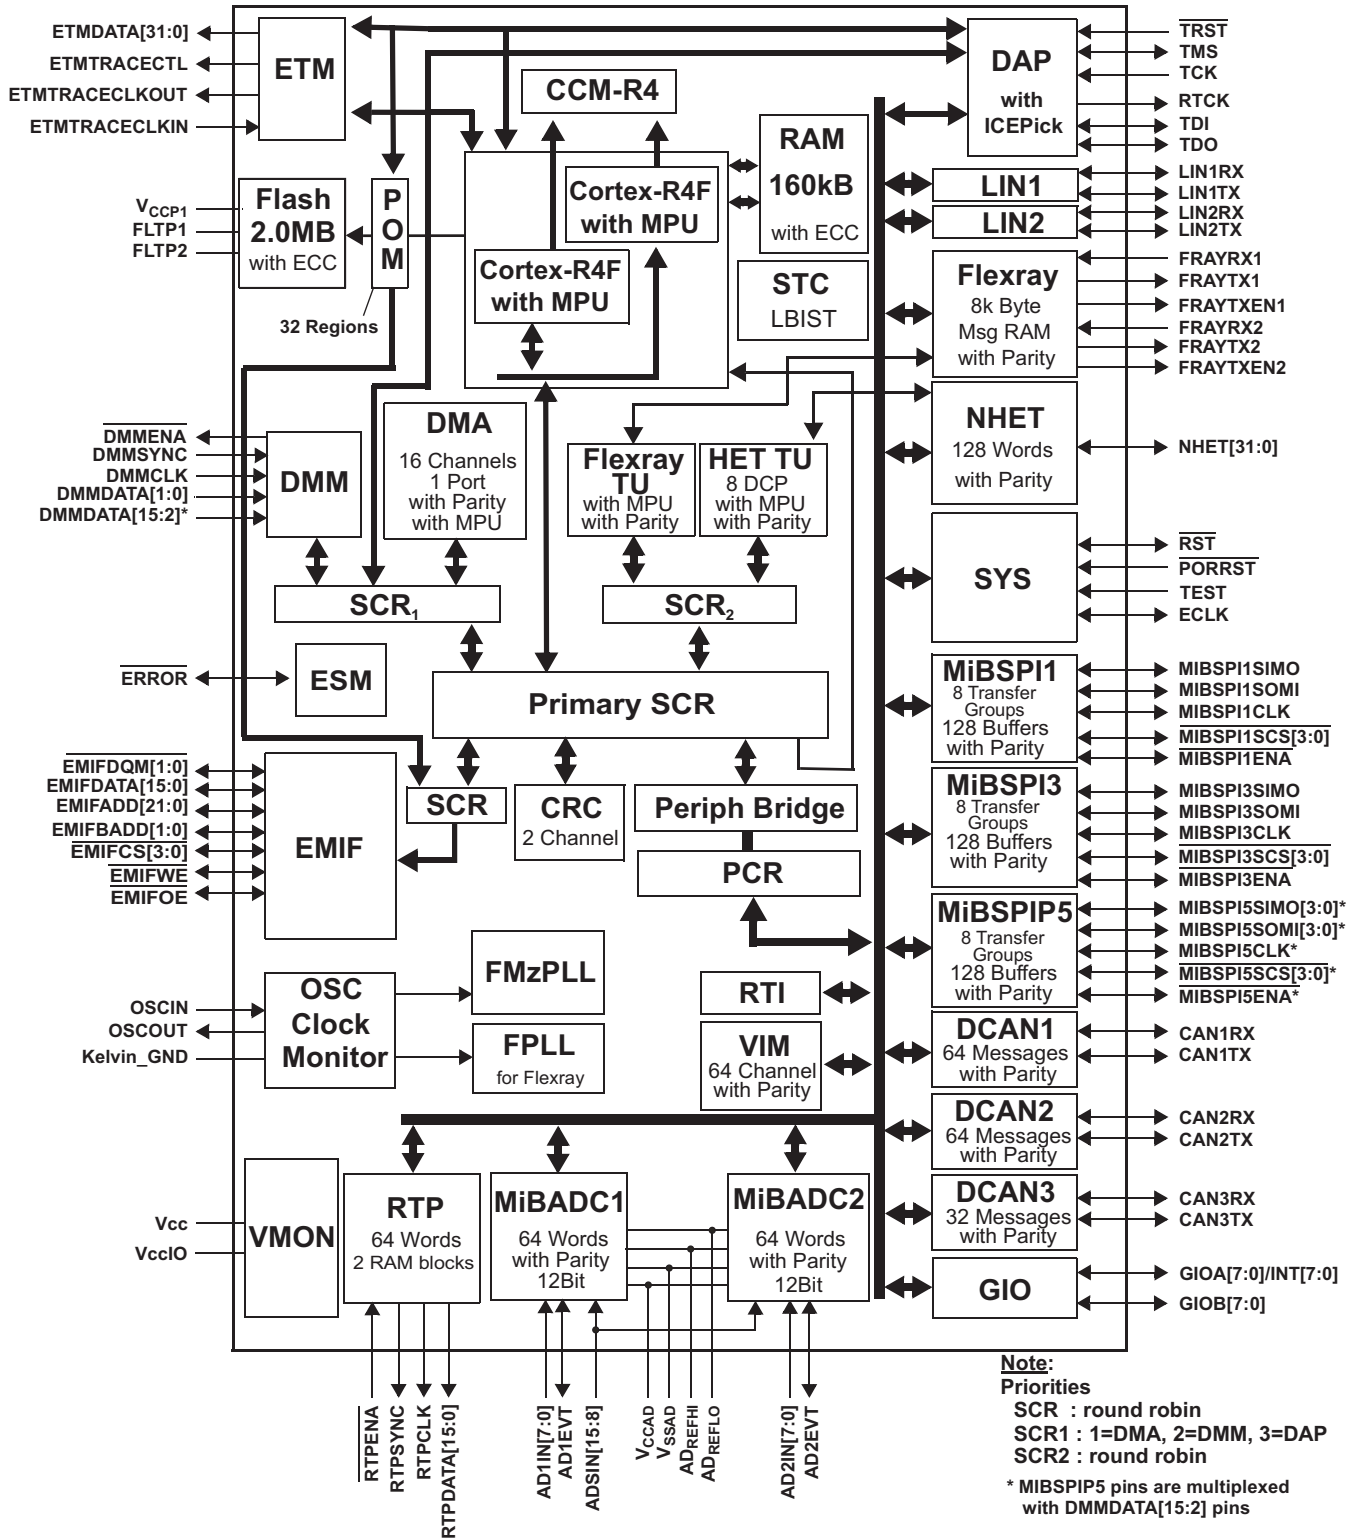 ETMDATA[31:0]
ETMTRACECTL
ETMTRACECLKOUT
ETMTRACECLKIN
ETM
CCM-R4
DAP
with
ICEPick
TRST
TMS
TCK
RTCK
TDI
TDO
VCCP1
FLTP1
FLTP2
Flash
2.0MB
with ECC
P
O
M
32 Regions
Cortex-R4F
with MPU
Cortex-R4F
with MPU
RAM
160kB
with ECC
STC
LBIST
LIN1
LIN2
LIN1RX
LIN1TX
LIN2RX
LIN2TX
Flexray
8k Byte
Msg RAM
with Parity
FRAYRX1
FRAYTX1
FRAYTXEN1
FRAYRX2
FRAYTX2
FRAYTXEN2
DMMENA
DMMSYNC
DMMCLK
DMMDATA[1:0]
DMMDATA[15:2]*
DMM
DMA
16 Channels
1 Port
with Parity
with MPU
Flexray
TU
with MPU
with Parity
HET TU
8 DCP
with MPU
with Parity
NHET
128 Words
with Parity
NHET[31:0]
SCR1
SCR2
SYS
RST
PORRST
TEST
ECLK
ERROR
ESM
Primary SCR
MiBSPI1
8 Transfer
Groups
128 Buffers
with Parity
MIBSPI1SIMO
MIBSPI1SOMI
MIBSPI1CLK
MIBSPI1SCS[3:0]
MIBSPI1ENA
EMIFDQM[1:0]
EMIFDATA[15:0]
EMIFADD[21:0]
EMIFBADD[1:0]
EMIFCS[3:0]
EMIFWE
EMIFOE
EMIF
SCR
CRC
2 Channel
Periph Bridge
PCR
MiBSPI3
8 Transfer
Groups
128 Buffers
with Parity
MIBSPI3SIMO
MIBSPI3SOMI
MIBSPI3CLK
MIBSPI3SCS[3:0]
MIBSPI3ENA
MiBSPIP5
8 Transfer
Groups
128 Buffers
with Parity
MIBSPI5SIMO[3:0]*
MIBSPI5SOMI[3:0]*
MIBSPI5CLK*
MIBSPI5SCS[3:0]*
MIBSPI5ENA*
OSCIN
OSCOUT
Kelvin_GND
OSC
Clock
Monitor
FMzPLL
FPLL
for Flexray
RTI
VIM
64 Channel
with Parity
DCAN1
64 Messages
with Parity
CAN1RX
CAN1TX
DCAN2
64 Messages
with Parity
CAN2RX
CAN2TX
DCAN3
32 Messages
with Parity
CAN3RX
CAN3TX
Vcc
VccIO
VMON
RTP
64 Words
2 RAM blocks
MiBADC1
64 Words
with Parity
12Bit
MiBADC2
64 Words
with Parity
12Bit
GIO
GIOA[7:0]/INT[7:0]
GIOB[7:0]
RTPENA
RTPSYNC
RTPCLK
RTPDATA[15:0]
AD1IN[7:0]
AD1EVT
ADSIN[15:8]
VCCAD
VSSAD
ADREFHI
ADREFLO
AD2IN[7:0]
AD2EVT
Note:
Priorities
SCR : round robin
SCR1 : 1=DMA, 2=DMM, 3=DAP
SCR2 : round robin
* MIBSPIP5 pins are multiplexed
with DMMDATA[15:2] pins